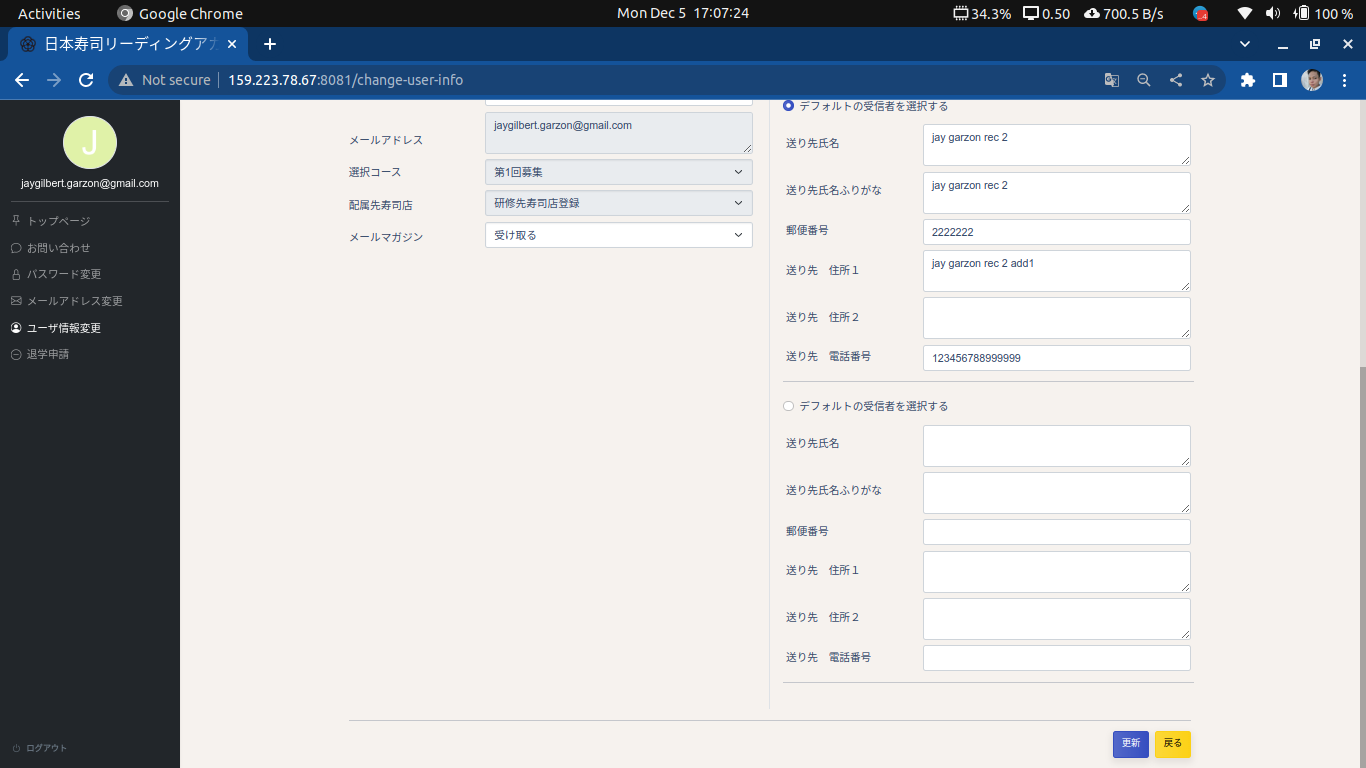 Activities
Google Chrome
Mon Dec 5 17:07:24
34.3%
0.50
700.5 B/s
100 %
日本寿司リーディングアカ
Not secure
159.223.78.67:8081/change-user-info
J
jaygilbert.garzon@gmail.com
トップページ
お問い合わせ
パスワード変更
メールアドレス変更
ユーザ情報変更
退学申請
ログアウト
メールアドレス
jaygilbert.garzon@gmail.com
選択コース
第1回募集
配属先寿司店
研修先寿司店登録
メールマガジン
受け取る
デフォルトの受信者を選択する
送り先氏名
jay garzon rec 2
送り先氏名ふりがな
jay garzon rec 2
郵便番号
2222222
送り先 住所１
jay garzon rec 2 add1
送り先 住所２
送り先 電話番号
123456788999999
デフォルトの受信者を選択する
送り先氏名
送り先氏名ふりがな
郵便番号
送り先 住所１
送り先 住所２
送り先 電話番号
更新
戻る